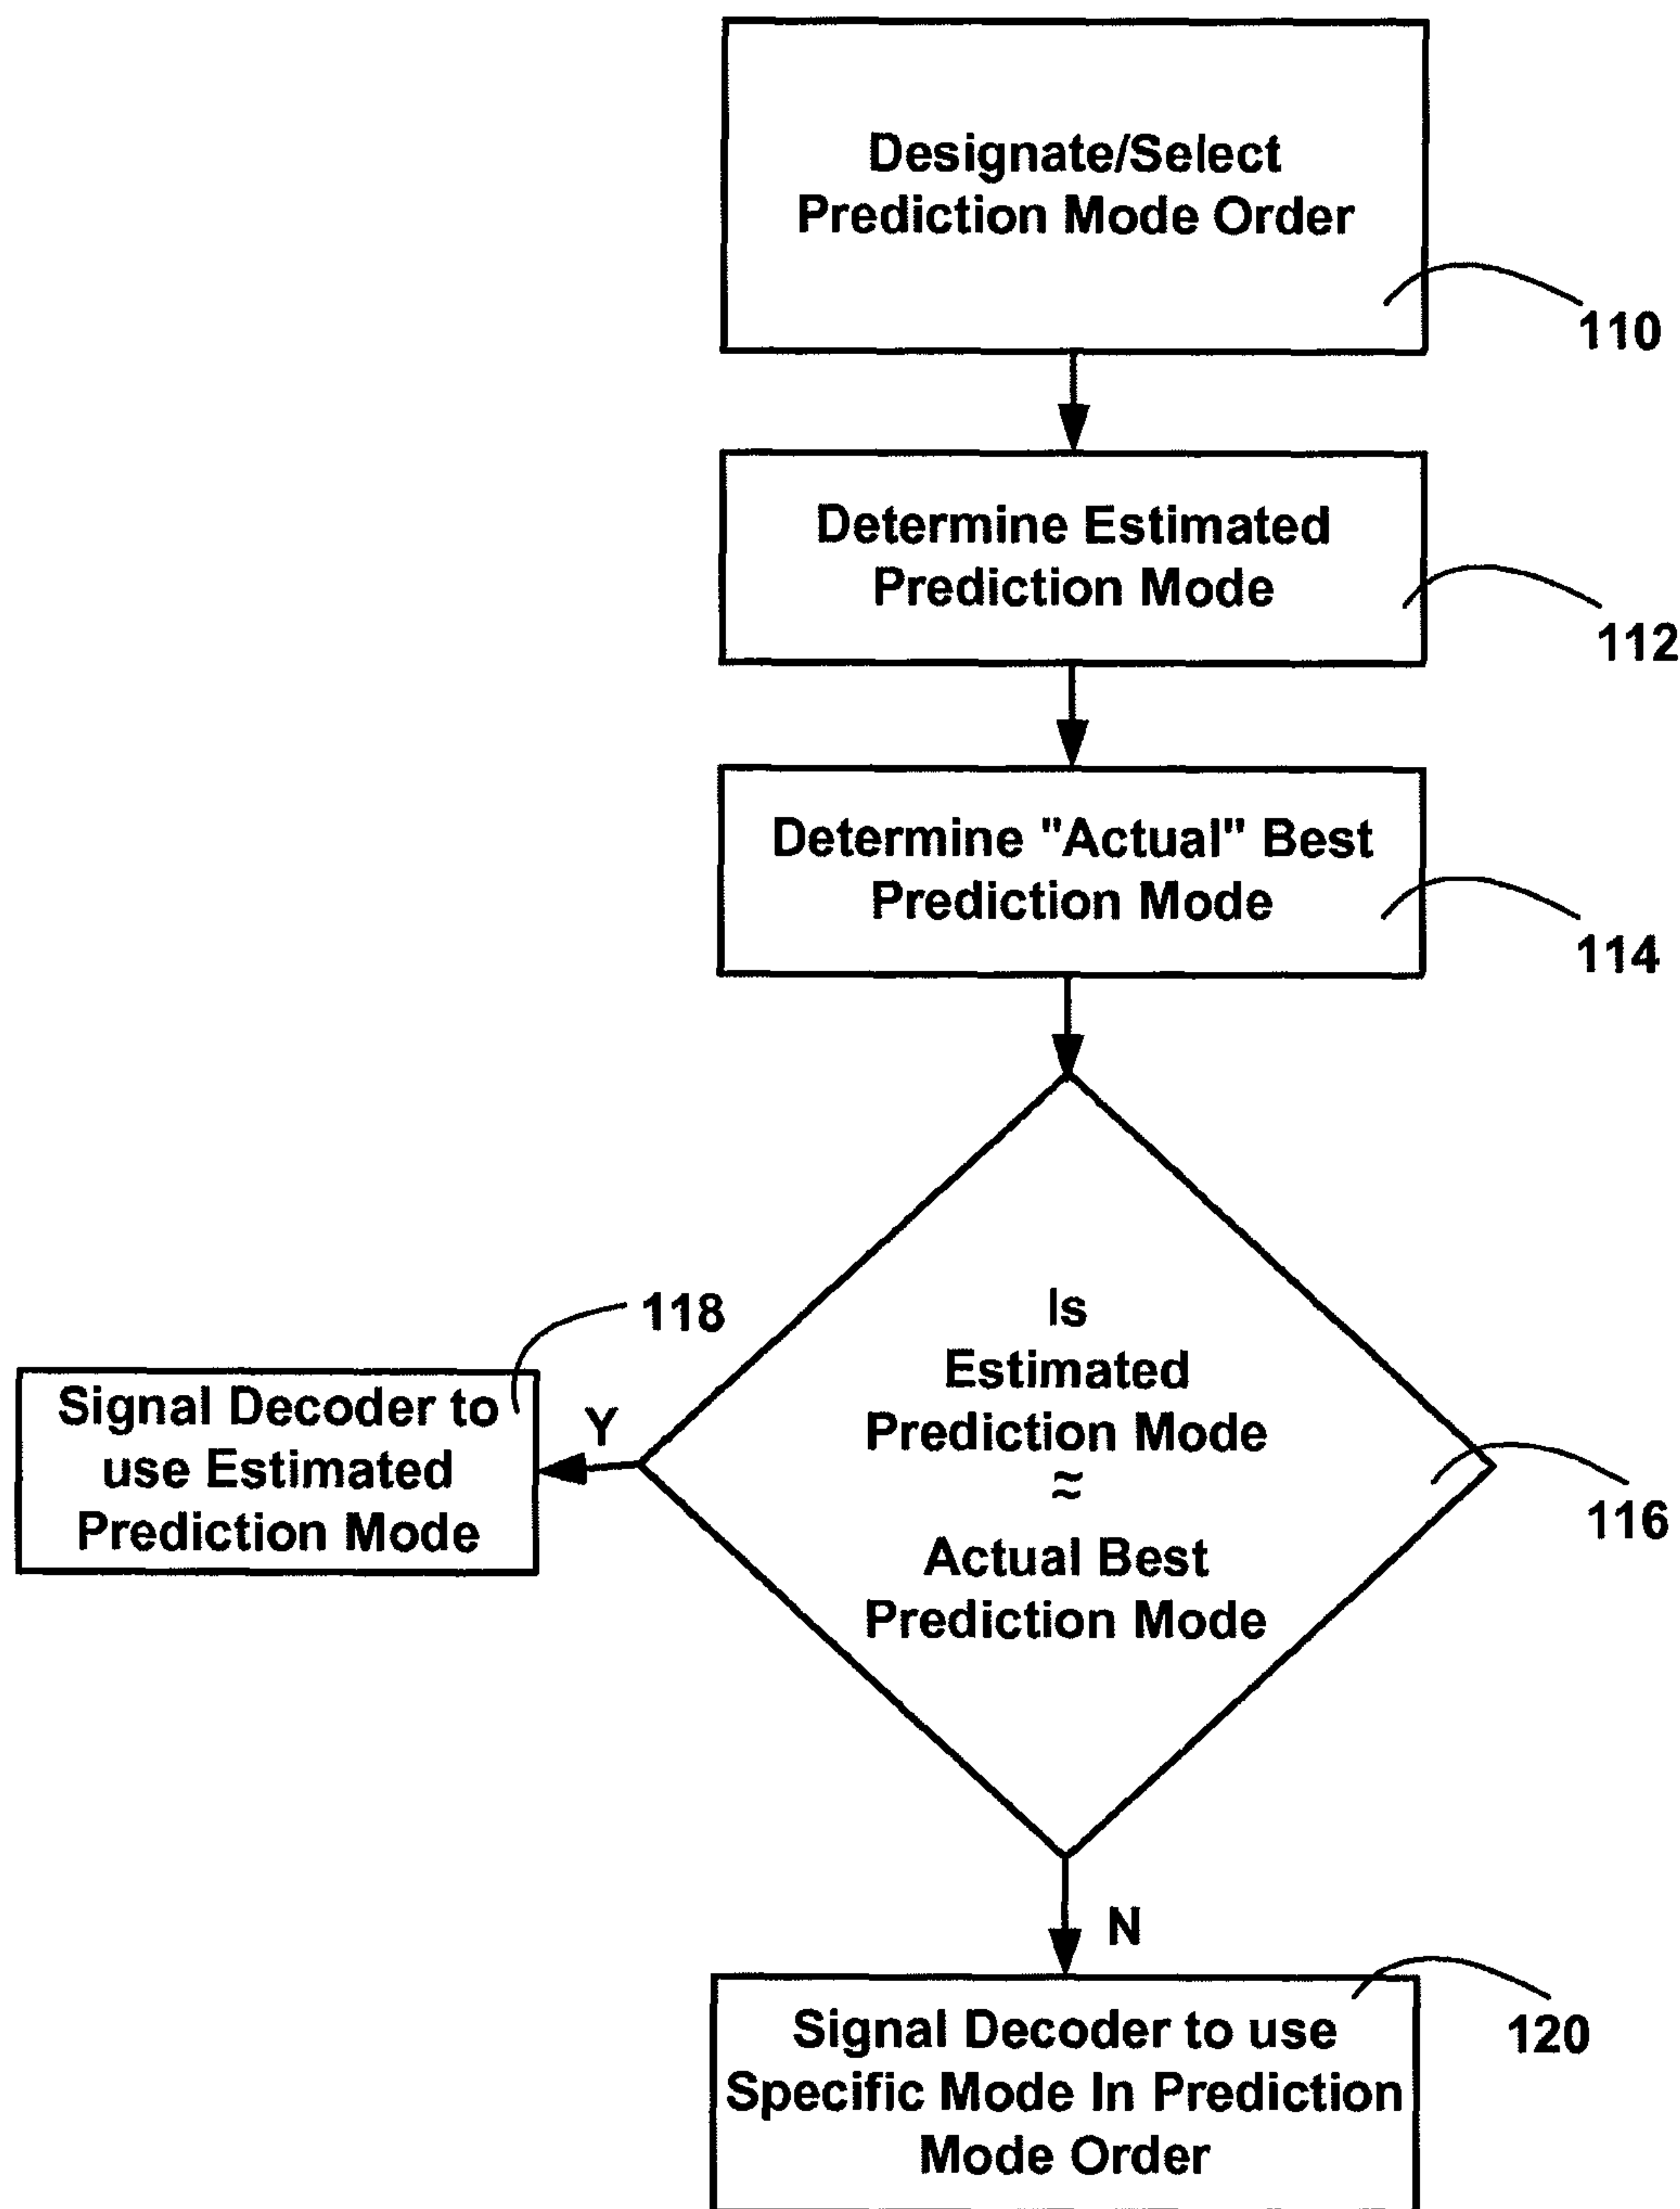 Designate/Select
Prediction Mode Order
110
Determine Estimated
Prediction Mode
112
Determine "Actual" Best
Prediction Mode
114
Is
Estimated
Prediction Mode
≈
Actual Best
Prediction Mode
116
118
Y
Signal Decoder to
use Estimated
Prediction Mode
N
Signal Decoder to use
Specific Mode In Prediction
Mode Order
120